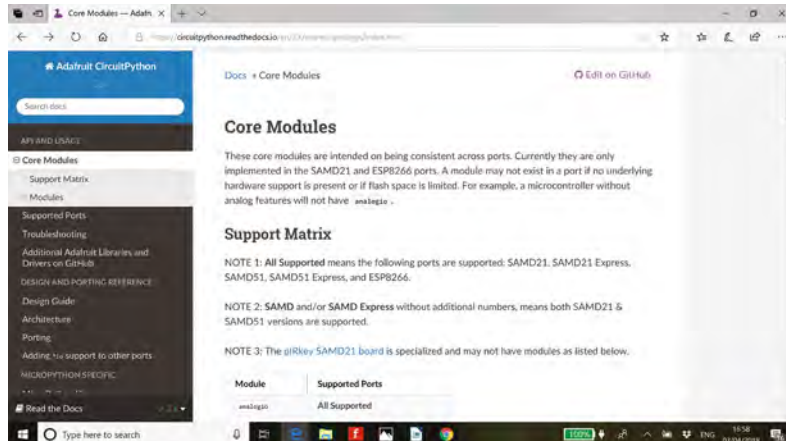 Core Modules — Adafr
circuitpython.readthedocs.io
Adafruit CircuitPython
Search docs
API AND USAGE
Core Modules
Support Matrix
Modules
Supported Ports
Troubleshooting
Additional Adafruit Libraries and
Drivers on GitHub
DESIGN AND PORTING REFERENCE
Design Guide
Architecture
Porting
Adding *io support to other ports
MICROPYTHON SPECIFIC
Read the Docs
Docs » Core Modules
Edit on GitHub
Core Modules
These core modules are intended on being consistent across ports. Currently they are only
implemented in the SAMD21 and ESP8266 ports. A module may not exist in a port if no underlying
hardware support is present or if flash space is limited. For example, a microcontroller without
analog features will not have analogio .
Support Matrix
NOTE 1: All Supported means the following ports are supported: SAMD21, SAMD21 Express,
SAMD51, SAMD51 Express, and ESP8266.
NOTE 2: SAMD and/or SAMD Express without additional numbers, means both SAMD21 &
SAMD51 versions are supported.
NOTE 3: The pIRkey SAMD21 board is specialized and may not have modules as listed below.
Module Supported Ports
analogio All Supported
Type here to search
100%
ENG
16:58